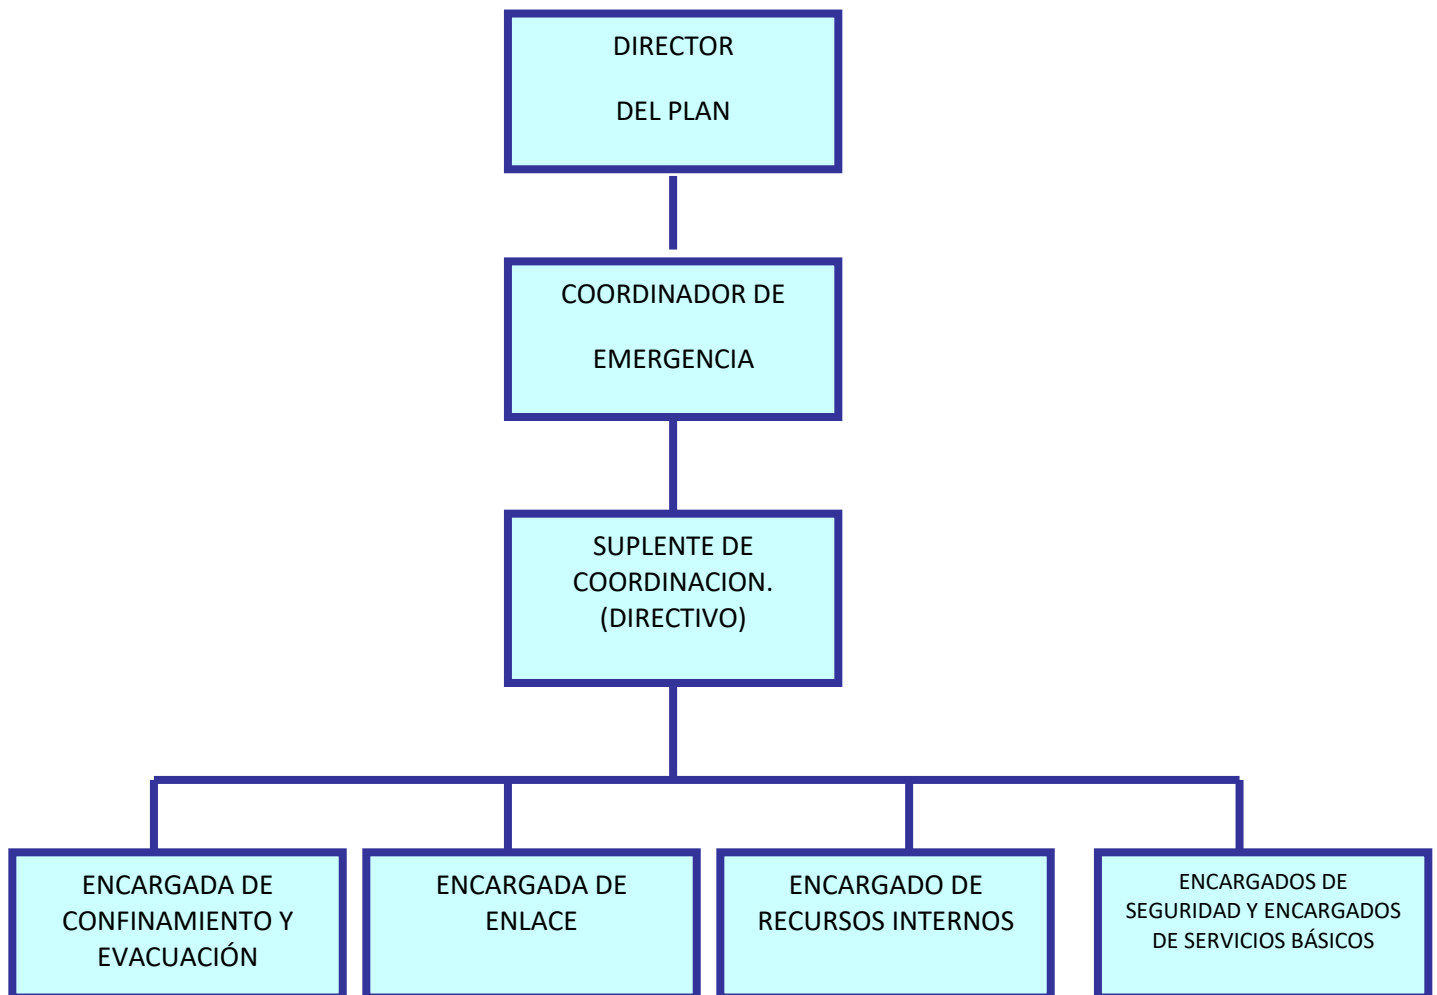 DIRECTOR
DEL PLAN
COORDINADOR DE
EMERGENCIA
SUPLENTE DE
COORDINACION.
(DIRECTIVO)
ENCARGADA DE
CONFINAMIENTO Y
EVACUACIÓN
ENCARGADA DE
ENLACE
ENCARGADO DE
RECURSOS INTERNOS
ENCARGADOS DE
SEGURIDAD Y ENCARGADOS
DE SERVICIOS BÁSICOS